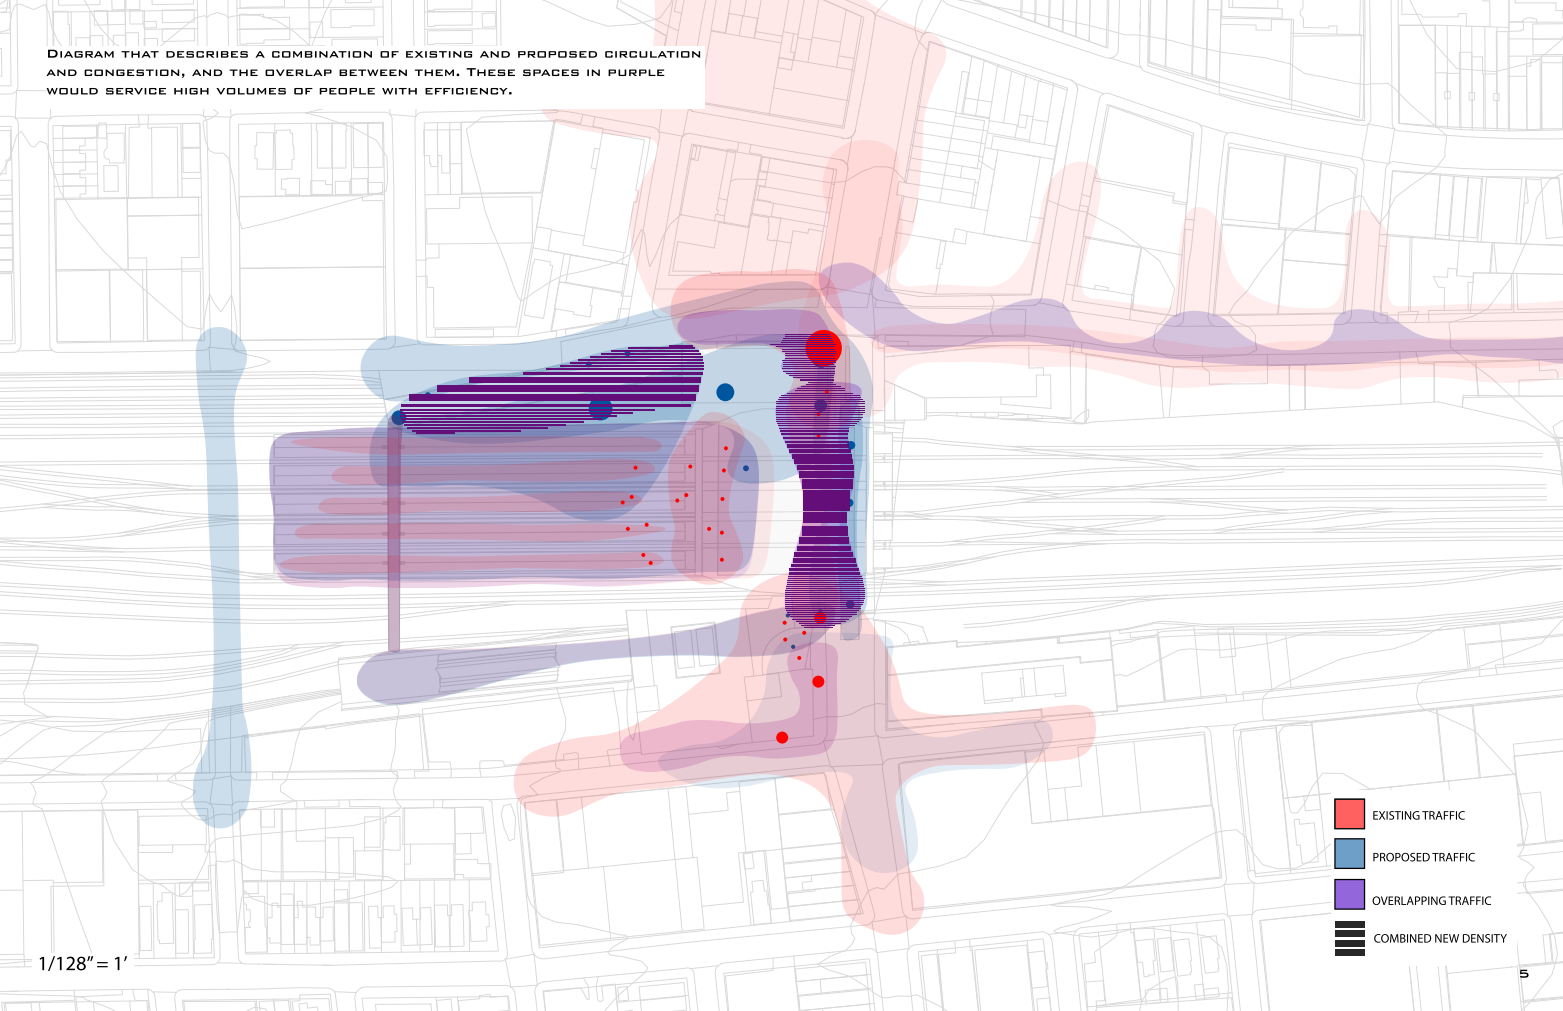 Diagram that describes a combination of existing and proposed circulation
and congestion, and the overlap between them. These spaces in purple
would service high volumes of people with efficiency.
EXISTING TRAFFIC
PROPOSED TRAFFIC
OVERLAPPING TRAFFIC
COMBINED NEW DENSITY
1/128”= 1’
5